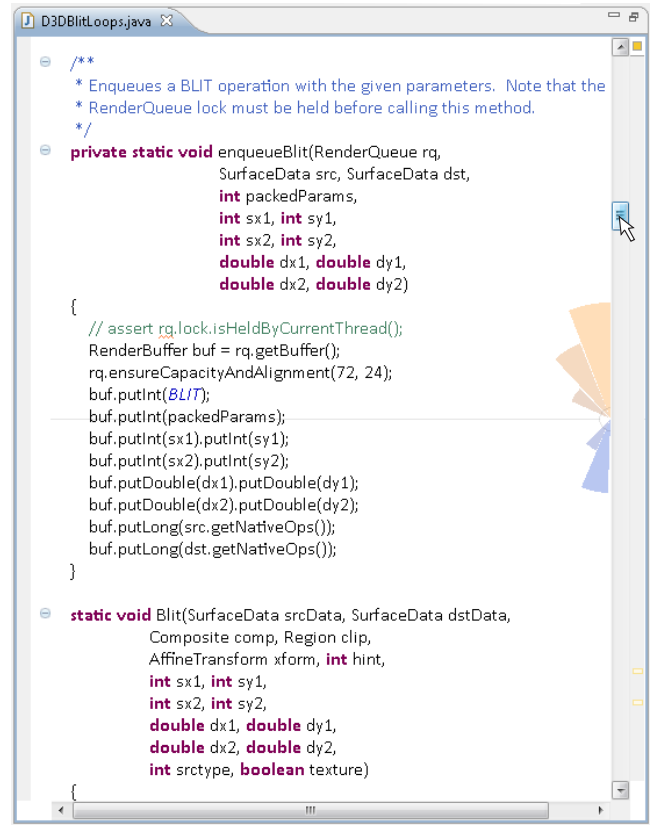 D3DBlitLoops.java
/**
* Enqueues a BLIT operation with the given parameters.  Note that the
* RenderQueue lock must be held before calling this method.
*/
private static void enqueueBlit(RenderQueue rq,
SurfaceData src, SurfaceData dst,
int packedParams,
int sx1, int sy1,
int sx2, int sy2,
double dx1, double dy1,
double dx2, double dy2)
{
// assert rq.lock.isHeldByCurrentThread();
RenderBuffer buf = rq.getBuffer();
rq.ensureCapacityAndAlignment(72, 24);
buf.putInt(BLIT);
buf.putInt(packedParams);
buf.putInt(sx1).putInt(sy1);
buf.putInt(sx2).putInt(sy2);
buf.putDouble(dx1).putDouble(dy1);
buf.putDouble(dx2).putDouble(dy2);
buf.putLong(src.getNativeOps());
buf.putLong(dst.getNativeOps());
}
static void Blit(SurfaceData srcData, SurfaceData dstData,
Composite comp, Region clip,
AffineTransform xform, int hint,
int sx1, int sy1,
int sx2, int sy2,
double dx1, double dy1,
double dx2, double dy2,
int srctype, boolean texture)
{